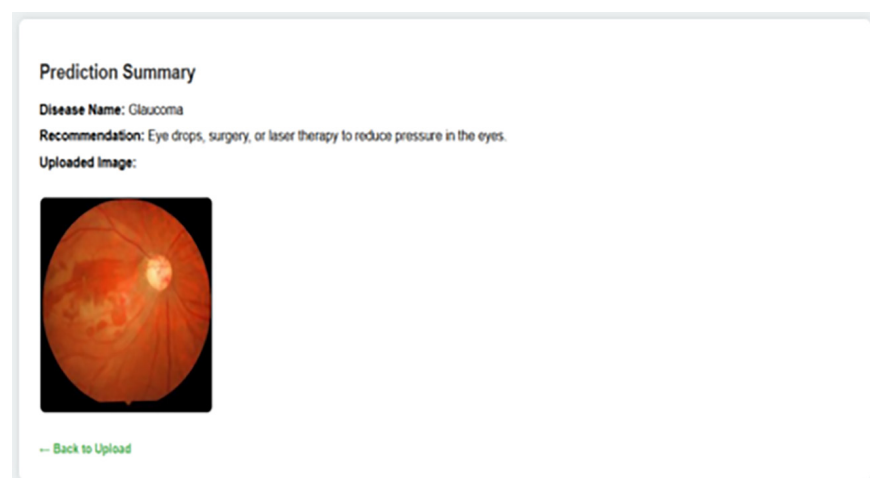 Prediction Summary
Disease Name: Glaucoma
Recommendation: Eye drops, surgery, or laser therapy to reduce pressure in the eyes.
Uploaded Image:
← Back to Upload